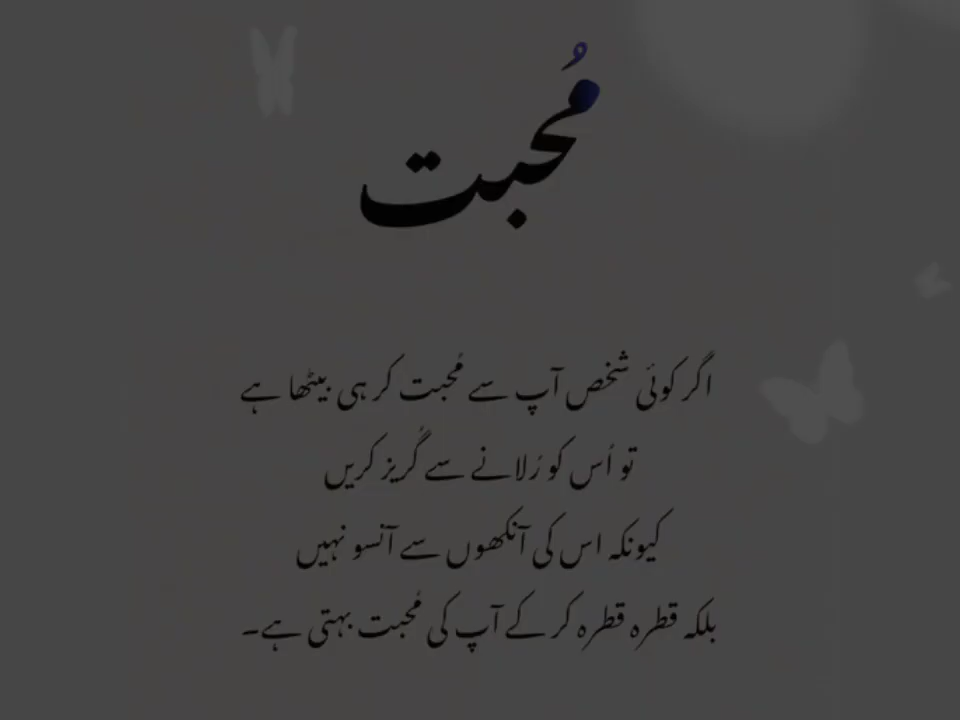 مُحبت
اگر کوئی شخص آپ سے مُحبت کر ہی بیٹھا ہے
تو اُس کو رُلانے سے گُریز کریں
کیونکہ اس کی آنکھوں سے آنسو نہیں
بلکہ قطرہ قطرہ کر کے آپ کی مُحبت بہتی ہے۔